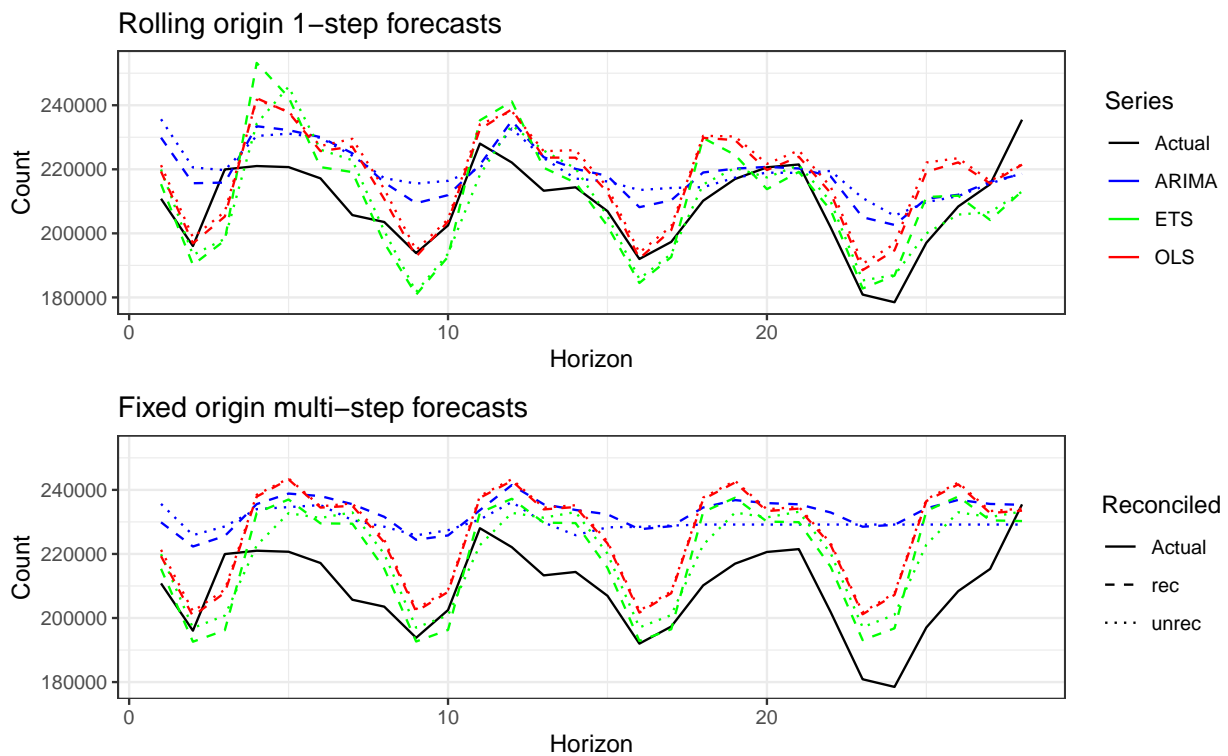 Rolling origin 1−step forecasts
240000
220000
200000
180000
Count
0
10
20
Horizon
Series
Actual
ARIMA
ETS
OLS
Fixed origin multi−step forecasts
240000
220000
200000
180000
Count
0
10
20
Horizon
Reconciled
Actual
rec
unrec